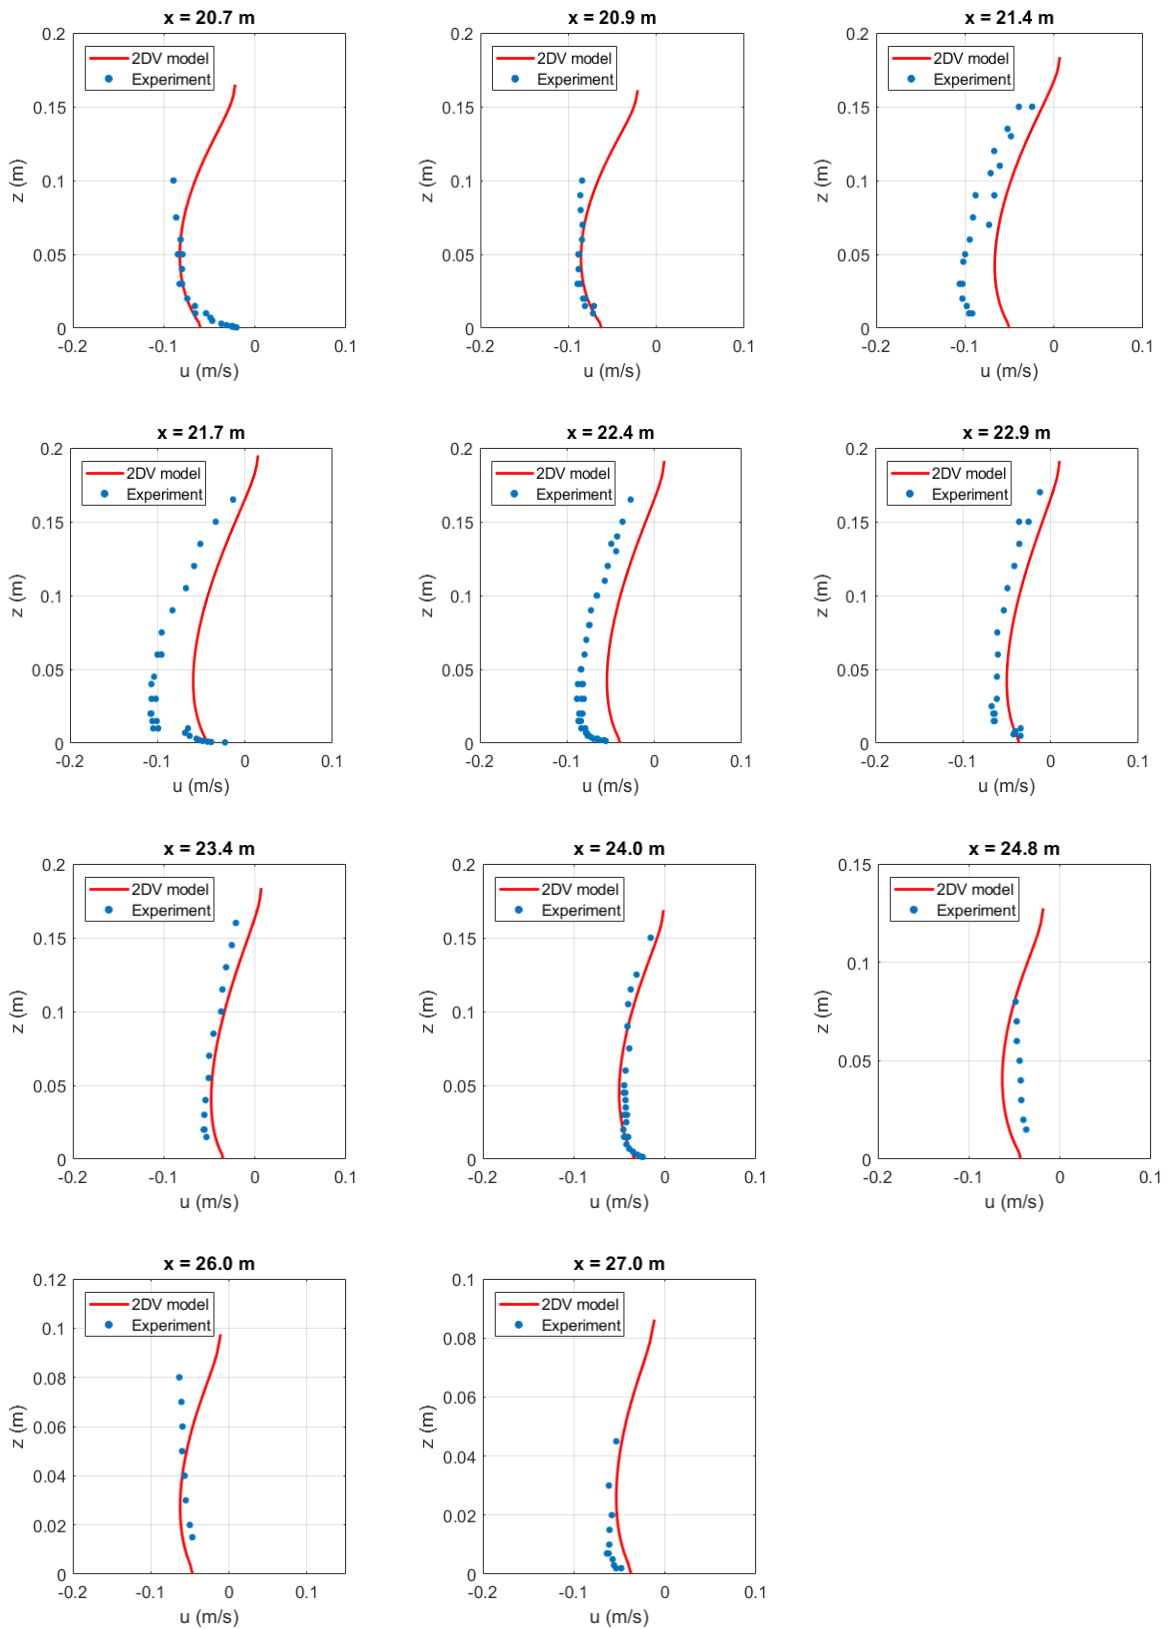 x = 20.7 m
0.2
0.15
0.1
0.05
0
z (m)
2DV model
Experiment
-0.2
-0.1
0
0.1
u (m/s)
x = 20.9 m
0.2
0.15
0.1
0.05
0
z (m)
2DV model
Experiment
-0.2
-0.1
0
0.1
u (m/s)
x = 21.4 m
0.2
0.15
0.1
0.05
0
z (m)
2DV model
Experiment
-0.2
-0.1
0
0.1
u (m/s)
x = 21.7 m
0.2
0.15
0.1
0.05
0
z (m)
2DV model
Experiment
-0.2
-0.1
0
0.1
u (m/s)
x = 22.4 m
0.2
0.15
0.1
0.05
0
z (m)
2DV model
Experiment
-0.2
-0.1
0
0.1
u (m/s)
x = 22.9 m
0.2
0.15
0.1
0.05
0
z (m)
2DV model
Experiment
-0.2
-0.1
0
0.1
u (m/s)
x = 23.4 m
0.2
0.15
0.1
0.05
0
z (m)
2DV model
Experiment
-0.2
-0.1
0
0.1
u (m/s)
x = 24.0 m
0.2
0.15
0.1
0.05
0
z (m)
2DV model
Experiment
-0.2
-0.1
0
0.1
u (m/s)
x = 24.8 m
0.15
0.1
0.05
0
z (m)
2DV model
Experiment
-0.2
-0.1
0
0.1
u (m/s)
x = 26.0 m
0.12
0.1
0.08
0.06
0.04
0.02
0
z (m)
2DV model
Experiment
-0.2
-0.1
0
0.1
u (m/s)
x = 27.0 m
0.1
0.08
0.06
0.04
0.02
0
z (m)
2DV model
Experiment
-0.2
-0.1
0
0.1
u (m/s)